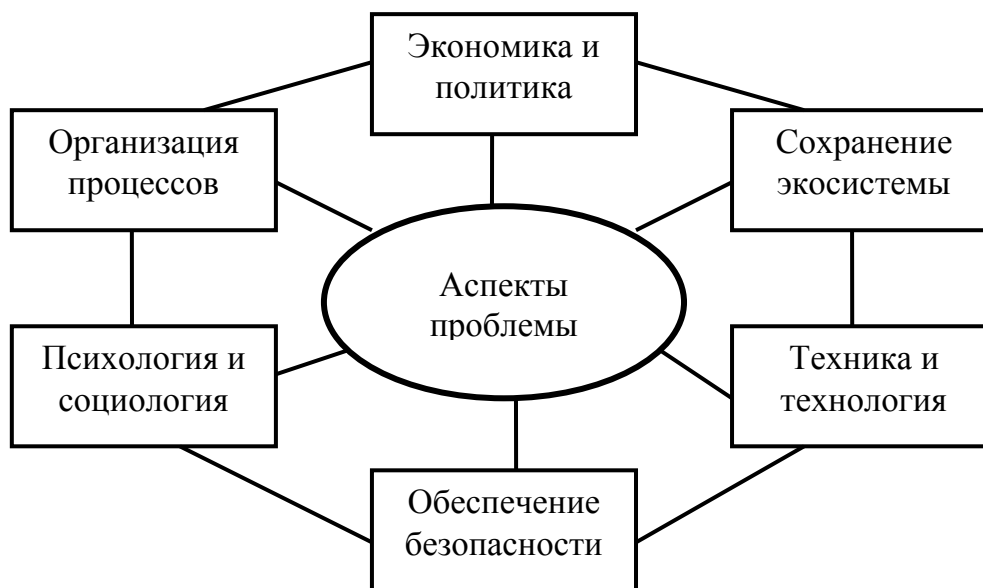 Экономика и
политика
Организация
процессов
Сохранение
экосистемы
Аспекты
проблемы
Психология и
социология
Техника и
технология
Обеспечение
безопасности